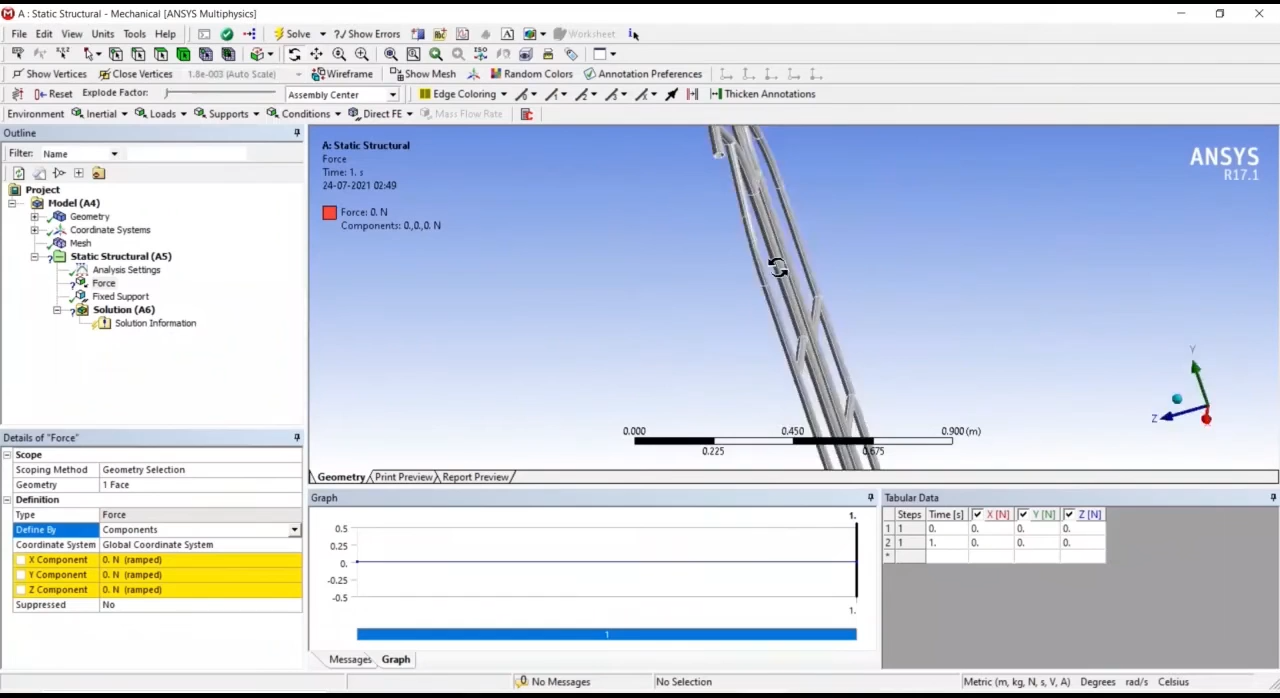 A : Static Structural - Mechanical [ANSYS Multiphysics]
File Edit View Units Tools Help Solve ?/ Show Errors Worksheet
Show Vertices Close Vertices 1.8e-003 (Auto Scale) Wireframe Show Mesh Random Colors Annotation Preferences
Reset Explode Factor: Assembly Center Edge Coloring Thicken Annotations
Environment Inertial Loads Supports Conditions Direct FE Mass Flow Rate
Outline
Filter: Name
Project
Model (A4)
Geometry
Coordinate Systems
Mesh
Static Structural (A5)
Analysis Settings
Force
Fixed Support
Solution (A6)
Solution Information
A: Static Structural
Force
Time: 1. s
24-07-2021 02:49
Force: 0. N
Components: 0.,0.,0. N
ANSYS
R17.1
Y
Z
0.000 0.450 0.900 (m)
0.225 0.675
Geometry Print Preview Report Preview
Details of "Force"
Scope
Scoping Method Geometry Selection
Geometry 1 Face
Definition
Type Force
Define By Components
Coordinate System Global Coordinate System
X Component 0. N (ramped)
Y Component 0. N (ramped)
Z Component 0. N (ramped)
Suppressed No
Graph
1.
0.5
0.25
0.
-0.25
-0.5
1.
1
Messages Graph
Tabular Data
Steps Time [s] X [N] Y [N] Z [N]
1 1 0. 0. 0. 0.
2 1 1. 0. 0. 0.
*
No Messages No Selection Metric (m, kg, N, s, V, A) Degrees rad/s Celsius